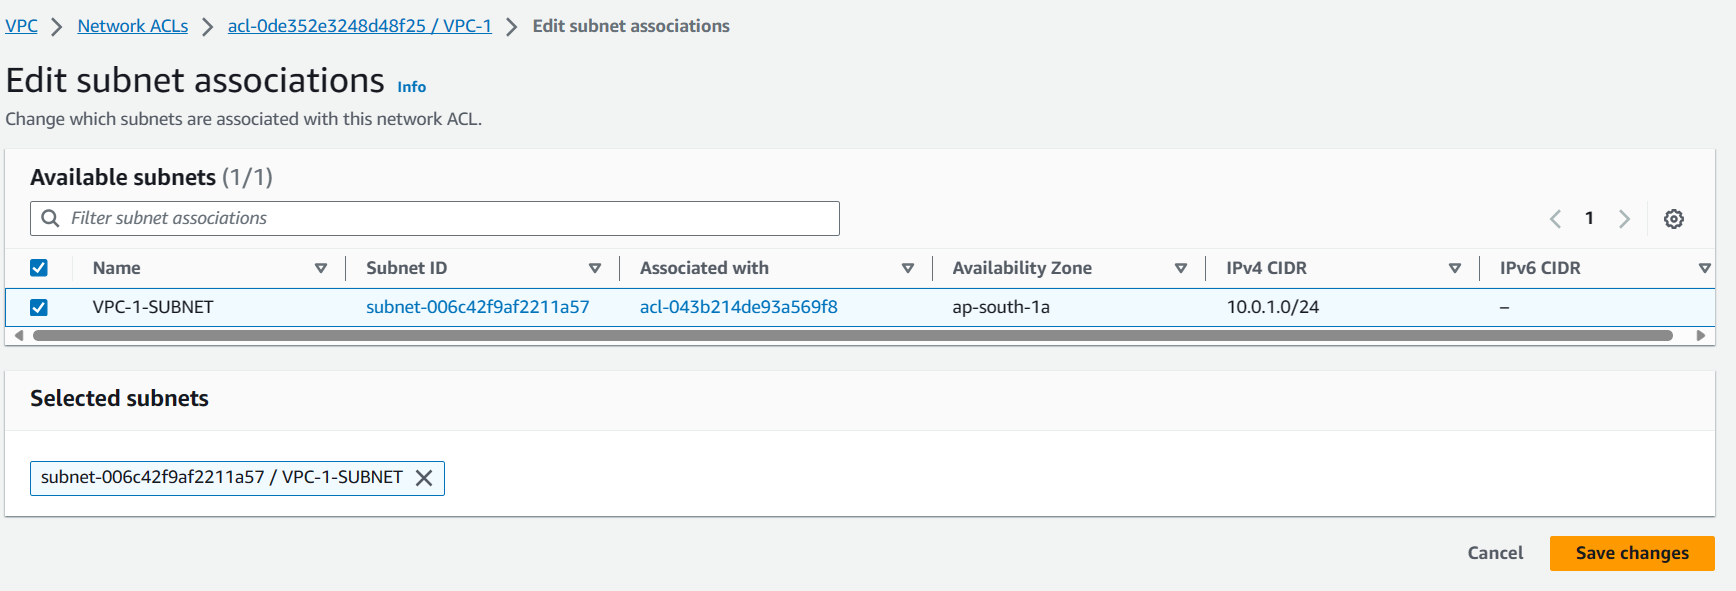 VPC > Network ACLs > acl-0de352e3248d48f25 / VPC-1 > Edit subnet associations
Edit subnet associations Info
Change which subnets are associated with this network ACL.
Available subnets (1/1)
Filter subnet associations
1
Name Subnet ID Associated with Availability Zone IPv4 CIDR IPv6 CIDR
VPC-1-SUBNET subnet-006c42f9af2211a57 acl-043b214de93a569f8 ap-south-1a 10.0.1.0/24 –
Selected subnets
subnet-006c42f9af2211a57 / VPC-1-SUBNET
Cancel Save changes